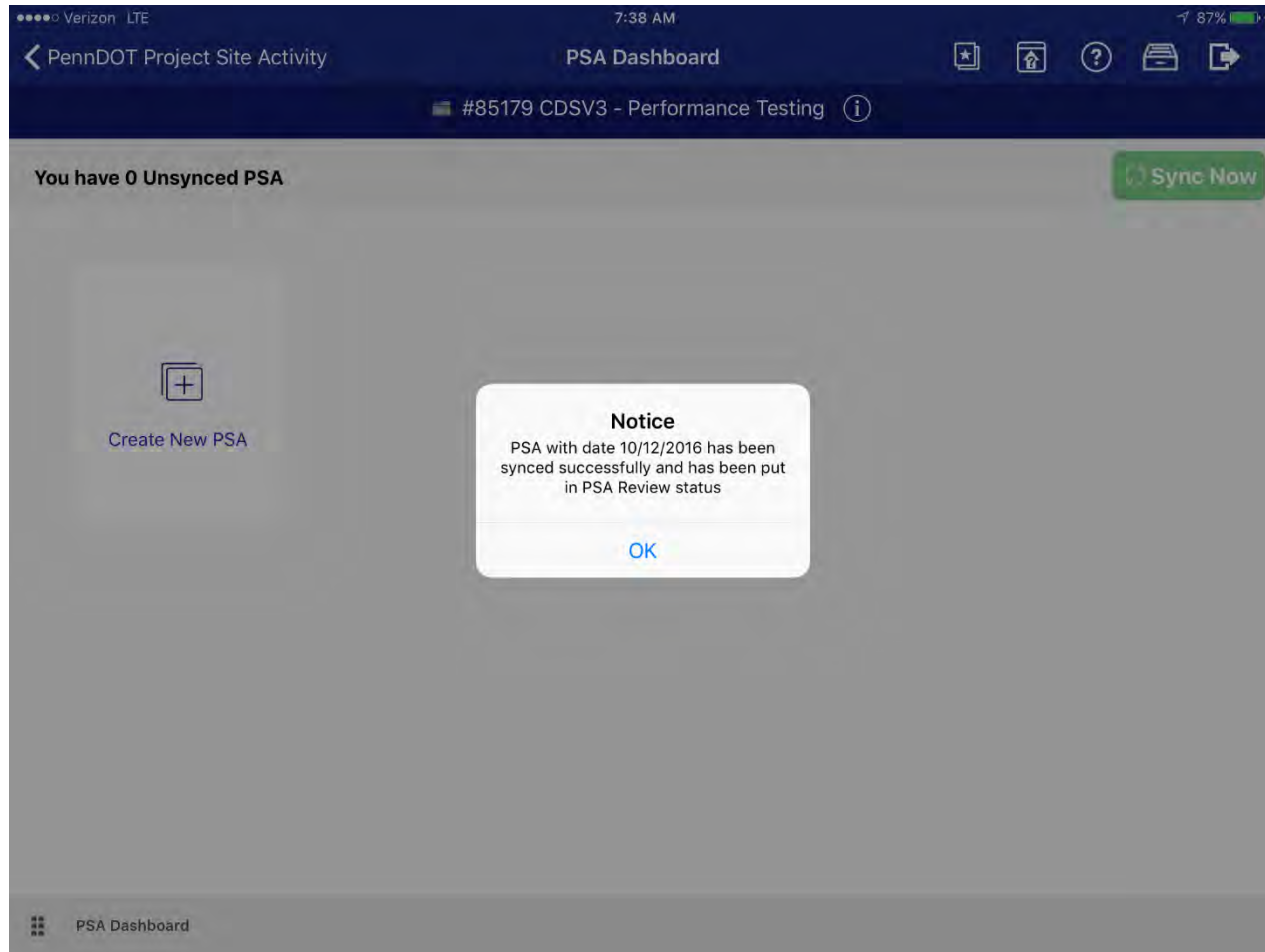 Verizon LTE
7:38 AM
87%
PennDOT Project Site Activity
PSA Dashboard
#85179 CDSV3 - Performance Testing
You have 0 Unsynced PSA
Sync Now
Create New PSA
Notice
PSA with date 10/12/2016 has been
synced successfully and has been put
in PSA Review status
OK
PSA Dashboard